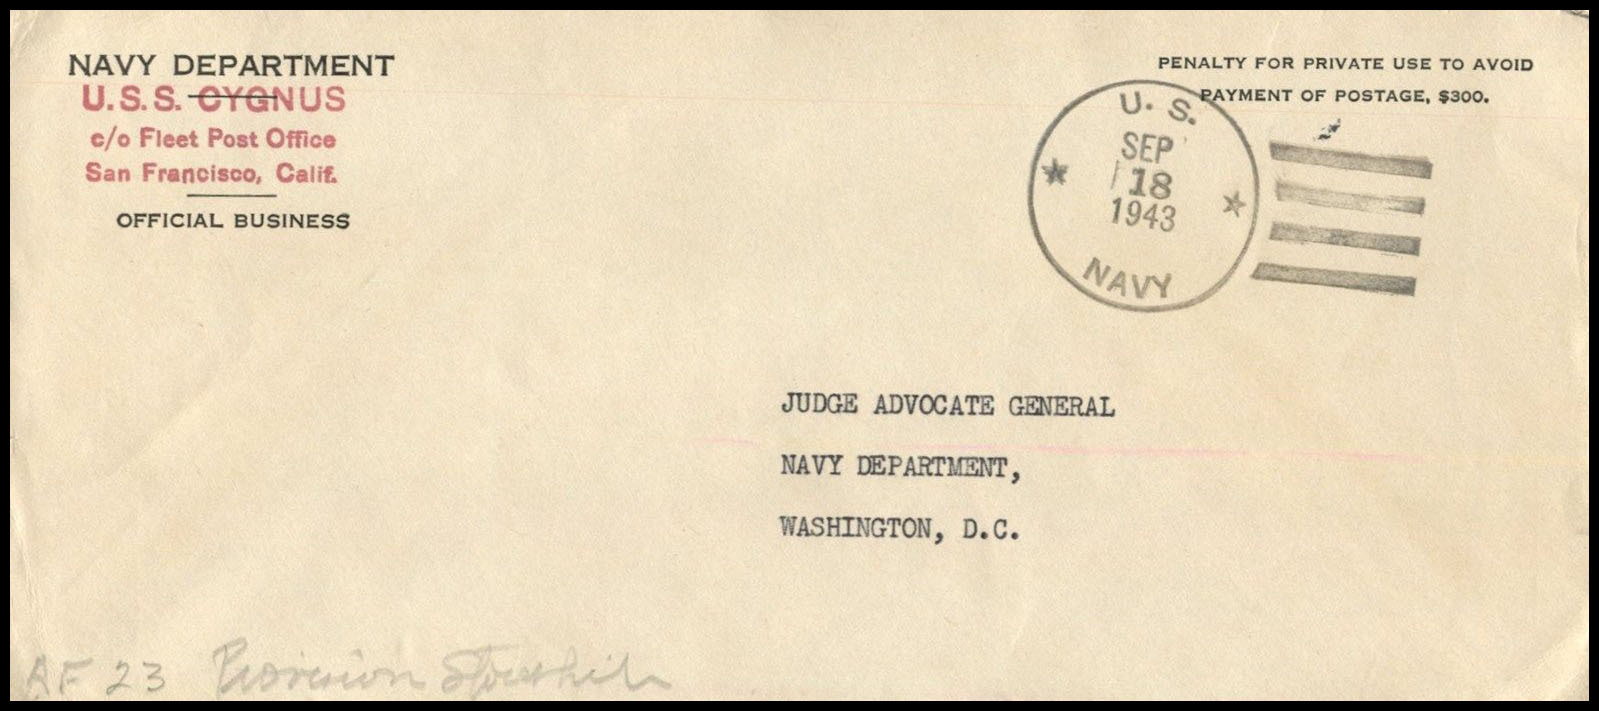 NAVY DEPARTMENT
U.S.S. CYGNUS
c/o Fleet Post Office
San Francisco, Calif.
OFFICIAL BUSINESS
PENALTY FOR PRIVATE USE TO AVOID
PAYMENT OF POSTAGE, $300.
U. S.
SEP
18
1943
NAVY
JUDGE ADVOCATE GENERAL
NAVY DEPARTMENT,
WASHINGTON, D.C.
AF 23 Provision Storeship